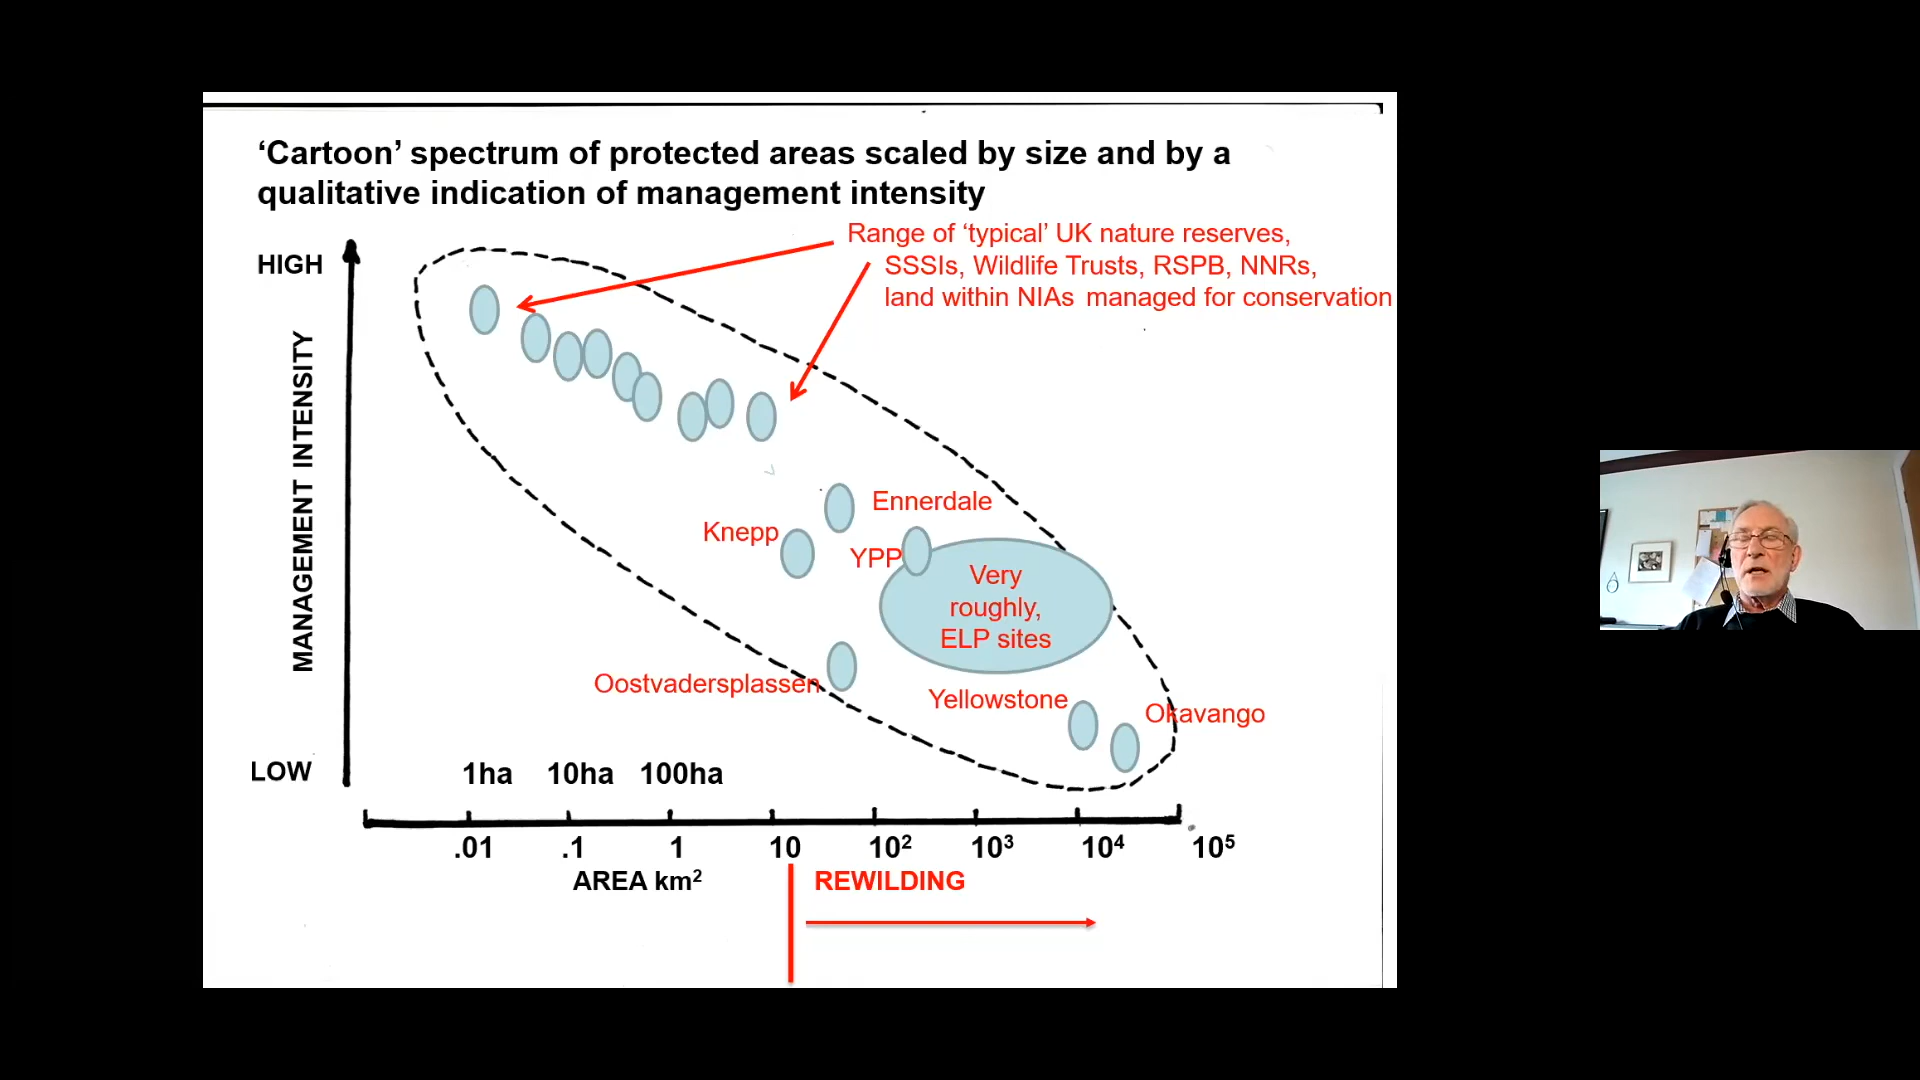 ‘Cartoon’ spectrum of protected areas scaled by size and by a
qualitative indication of management intensity
Range of ‘typical’ UK nature reserves,
SSSIs, Wildlife Trusts, RSPB, NNRs,
land within NIAs managed for conservation
HIGH
MANAGEMENT INTENSITY
LOW
Ennerdale
Knepp
YPP
Very
roughly,
ELP sites
Oostvadersplassen
Yellowstone
Okavango
1ha 10ha 100ha
.01 .1 1 10 10² 10³ 10⁴ 10⁵
AREA km²
REWILDING